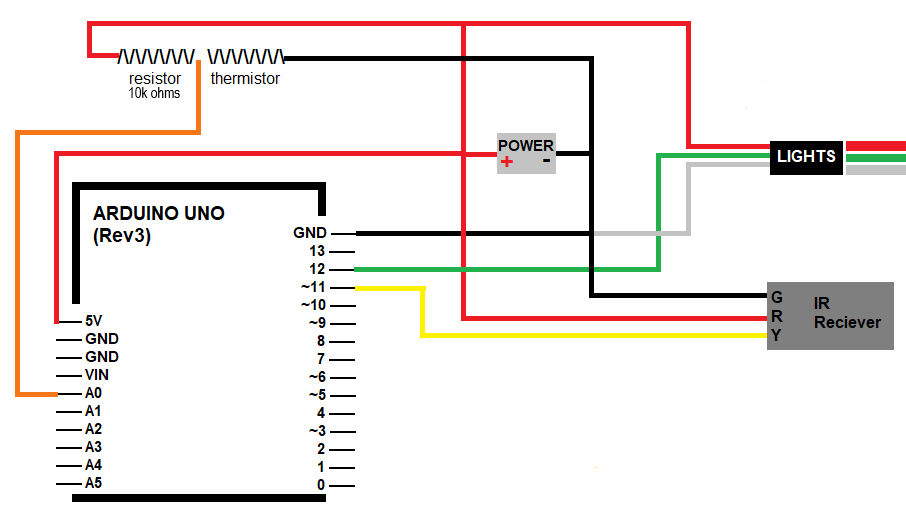 resistor
10k ohms
thermistor
POWER
+ -
LIGHTS
ARDUINO UNO
(Rev3)
GND
13
12
~11
~10
~9
8
7
~6
~5
4
~3
2
1
0
5V
GND
GND
VIN
A0
A1
A2
A3
A4
A5
G
R
Y
IR
Reciever